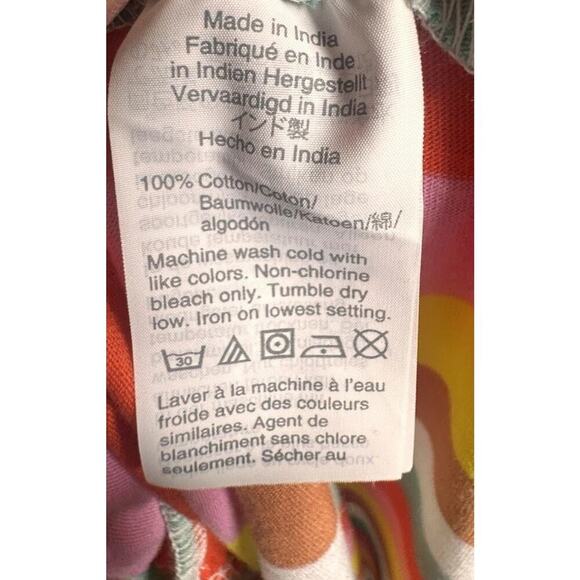 Made in India
Fabriqué en Inde
in Indien Hergestellt
Vervaardigd in India
インド製
Hecho en India
100% Cotton/Coton/
Baumwolle/Katoen/綿/
algodón
Machine wash cold with
like colors. Non-chlorine
bleach only. Tumble dry
low. Iron on lowest setting.
30
Laver à la machine à l'eau
froide avec des couleurs
similaires. Agent de
blanchiment sans chlore
seulement. Sécher au